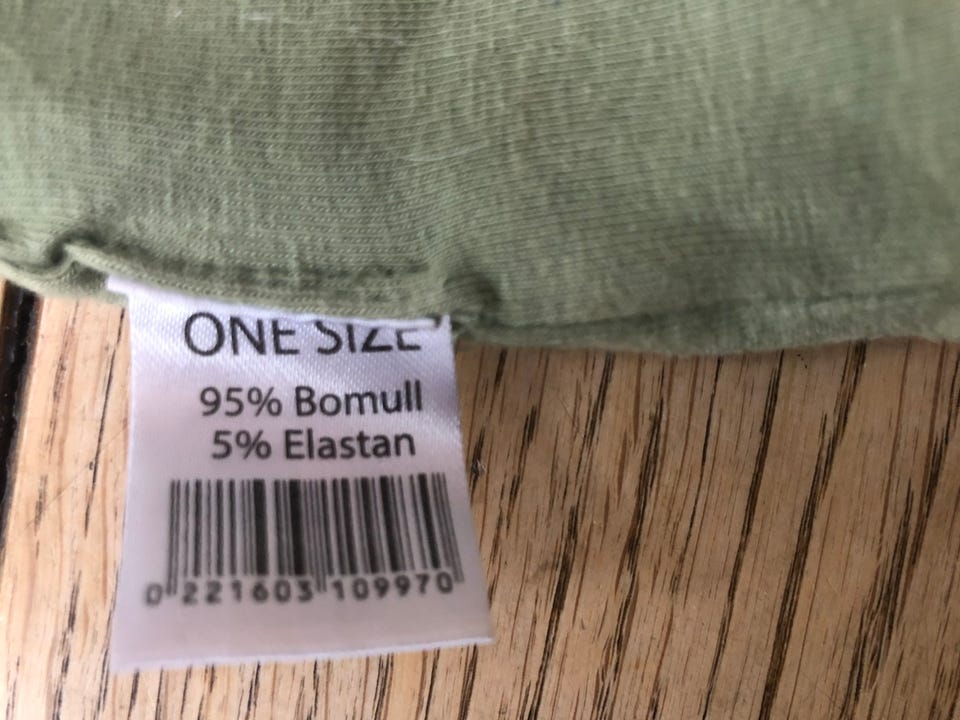 ONE SIZE
95% Bomull
5% Elastan
0 221603 109970